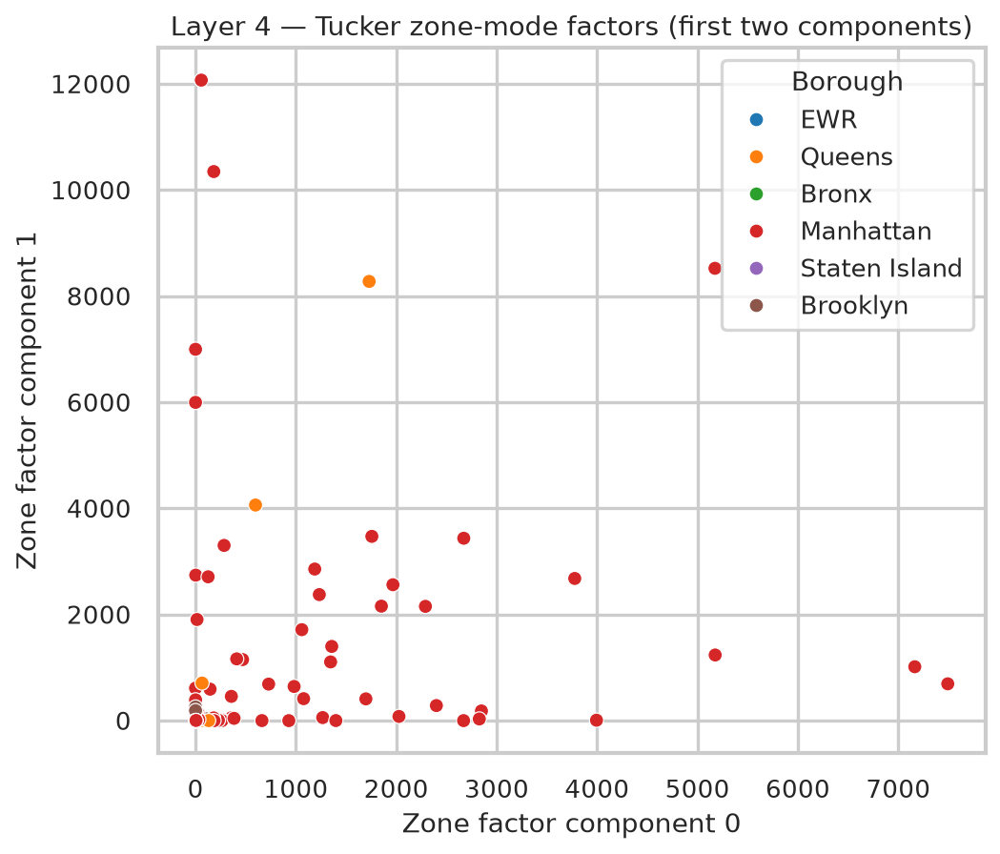 Layer 4 — Tucker zone-mode factors (first two components)
Borough
EWR
Queens
Bronx
Manhattan
Staten Island
Brooklyn
Zone factor component 1
12000
10000
8000
6000
4000
2000
0
0 1000 2000 3000 4000 5000 6000 7000
Zone factor component 0